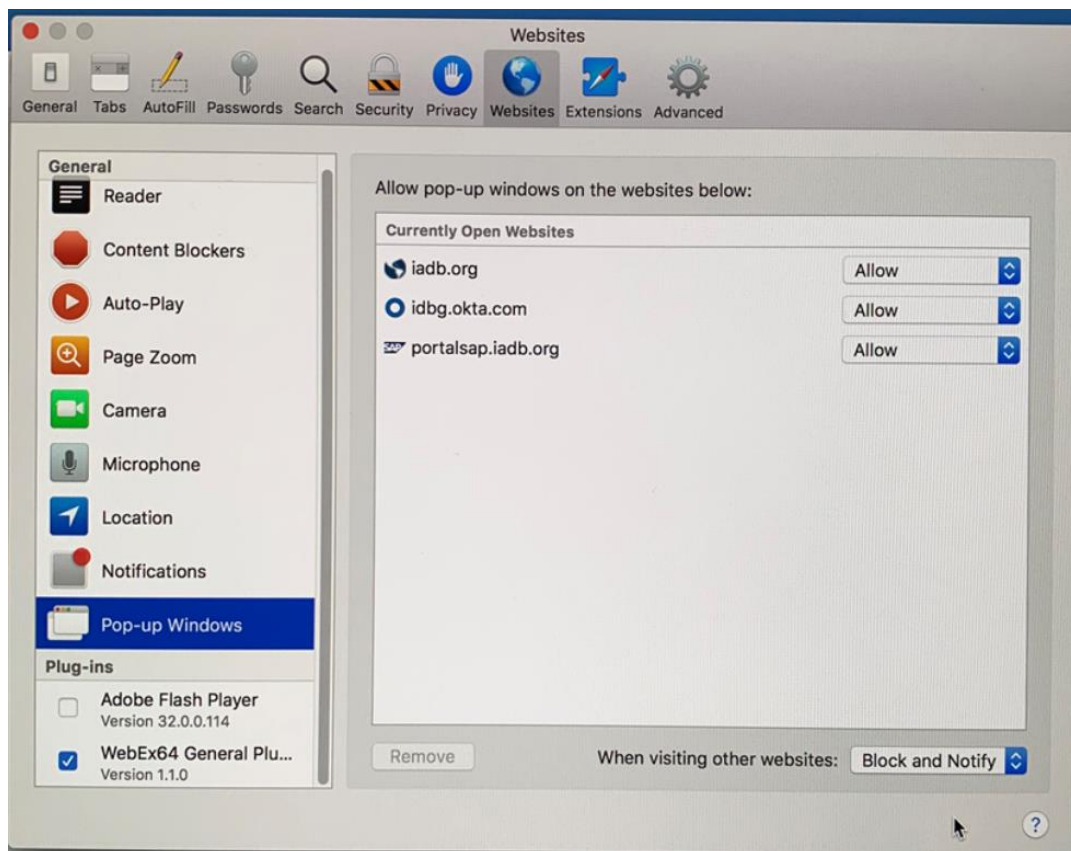 Websites
General Tabs AutoFill Passwords Search Security Privacy Websites Extensions Advanced
General
Reader
Content Blockers
Auto-Play
Page Zoom
Camera
Microphone
Location
Notifications
Pop-up Windows
Plug-ins
Adobe Flash Player
Version 32.0.0.114
WebEx64 General Plu...
Version 1.1.0
Allow pop-up windows on the websites below:
Currently Open Websites
iadb.org Allow
idbg.okta.com Allow
SAP portalsap.iadb.org Allow
Remove When visiting other websites: Block and Notify
?